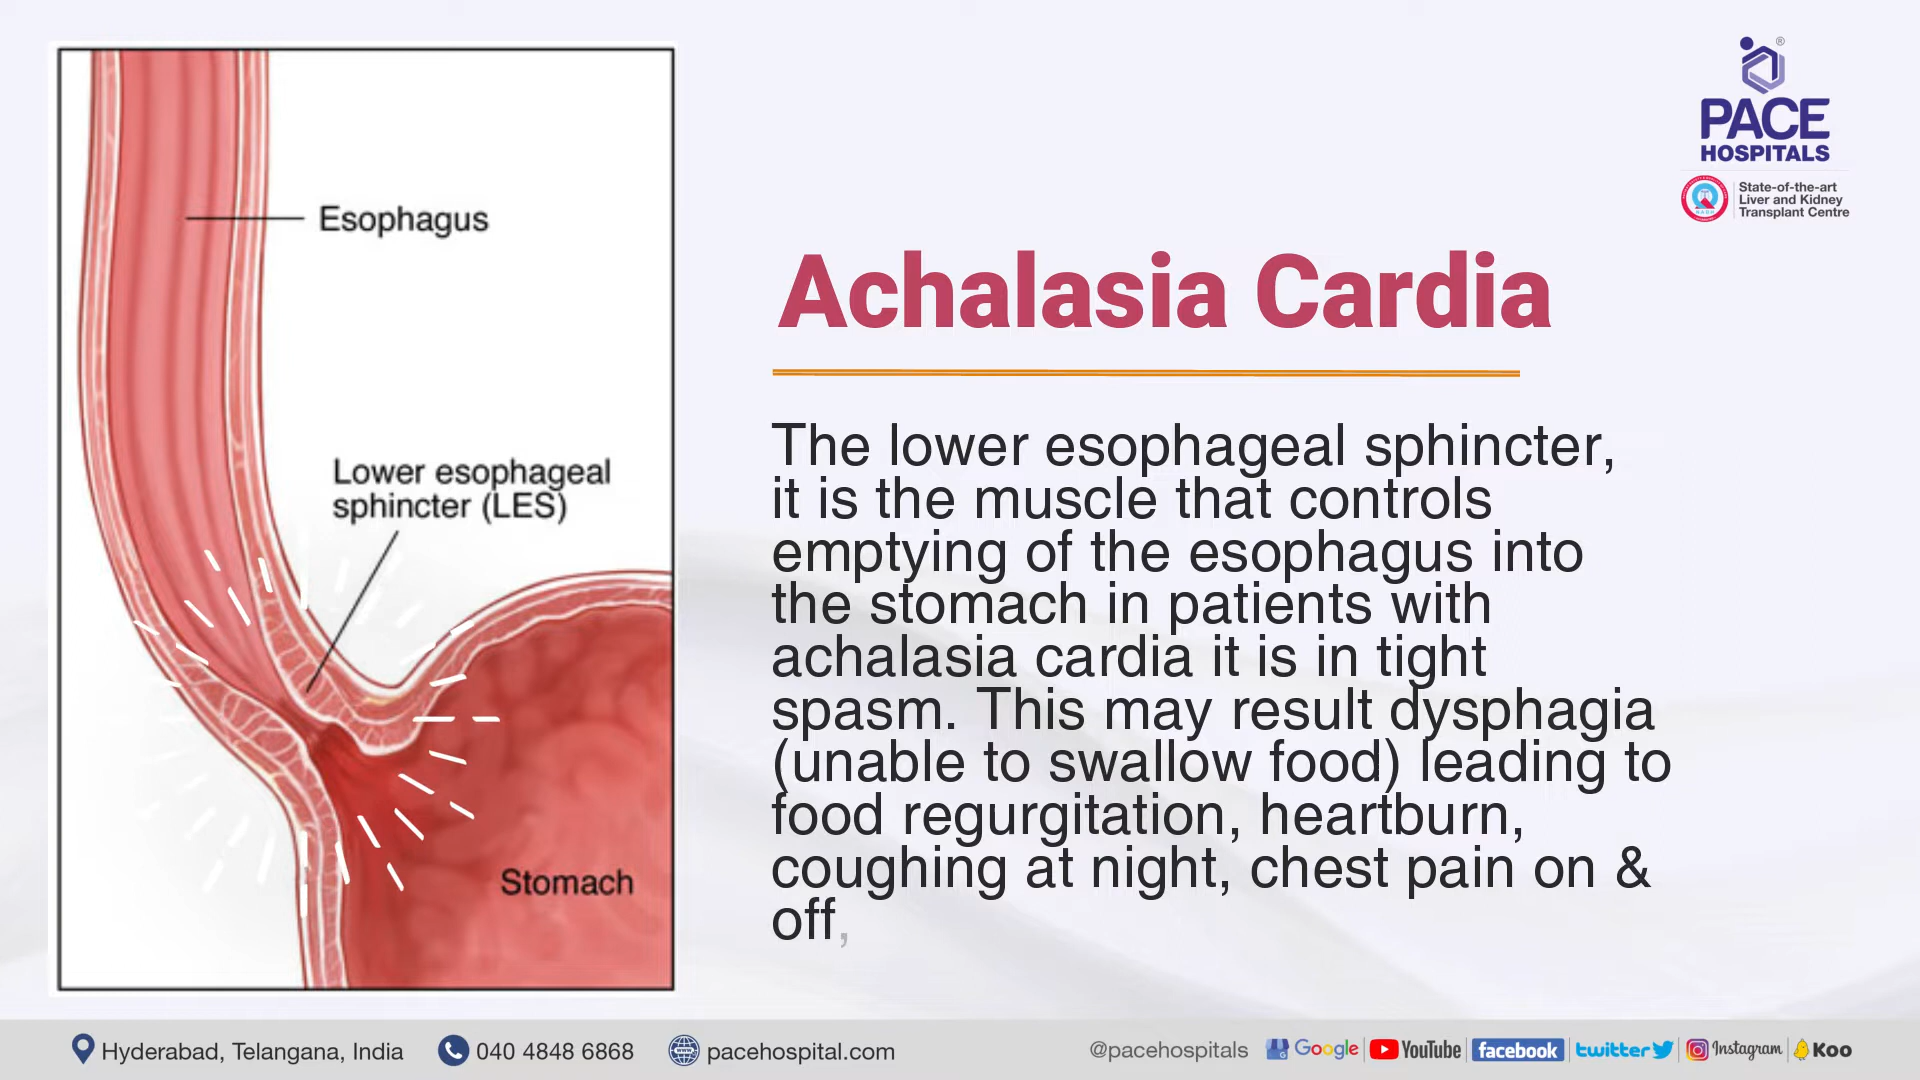 Esophagus
Lower esophageal
sphincter (LES)
Stomach
PACE
HOSPITALS
®
State-of-the-art
Liver and Kidney
Transplant Centre
Achalasia Cardia
The lower esophageal sphincter,
it is the muscle that controls
emptying of the esophagus into
the stomach in patients with
achalasia cardia it is in tight
spasm. This may result dysphagia
(unable to swallow food) leading to
food regurgitation, heartburn,
coughing at night, chest pain on &
off,
Hyderabad, Telangana, India
040 4848 6868
pacehospital.com
@pacehospitals
Google
YouTube
facebook
twitter
Instagram
Koo